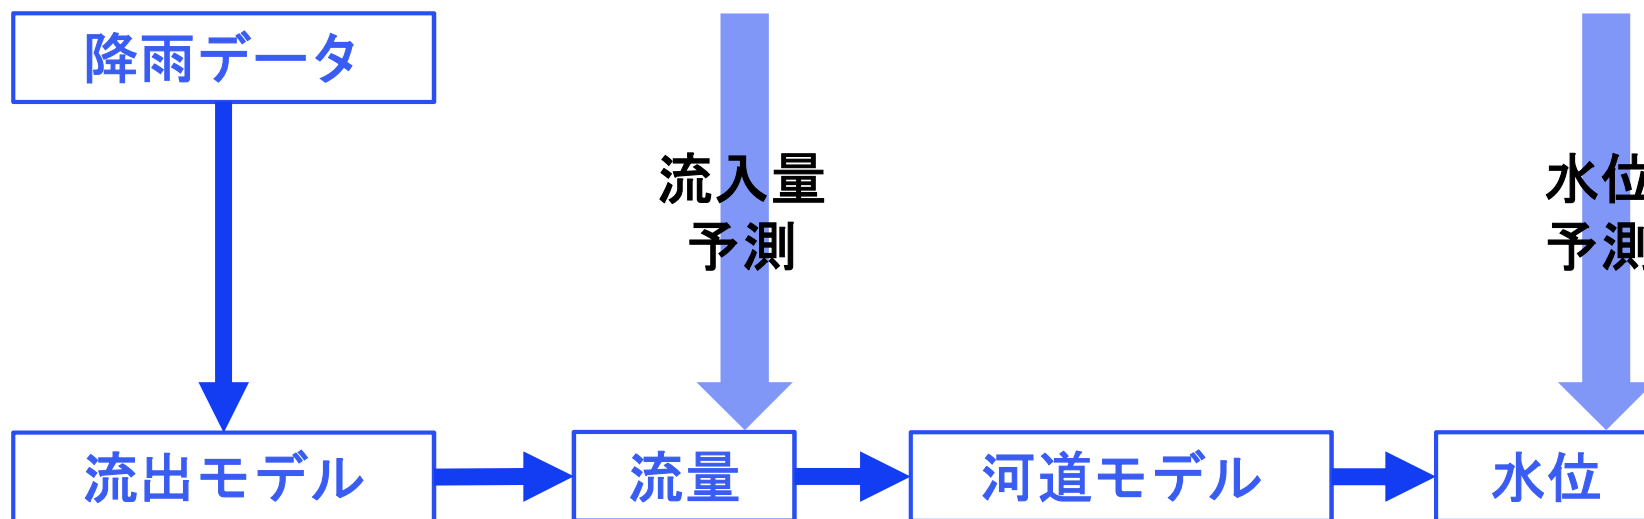 降雨データ
流入量
予測
水位
予測
流出モデル
流量
河道モデル
水位